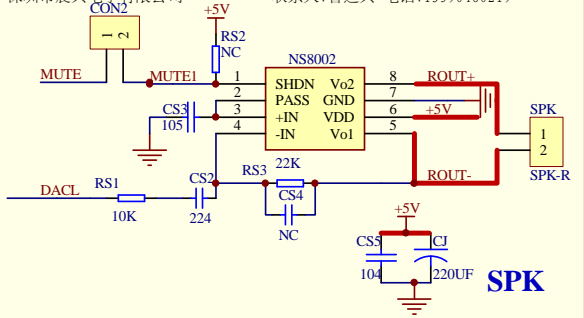 CON2
+5V
1 2
RS2
NC
NS8002
MUTE
MUTE1
1 SHDN Vo2 8 ROUT+
2 PASS GND 7
3 +IN VDD 6 +5V
4 -IN Vo1 5
CS3
105
SPK
1
2
SPK-R
DACL
RS1
10K
CS2
224
RS3
22K
CS4
NC
ROUT-
+5V
CS5
104
CJ
220UF
SPK